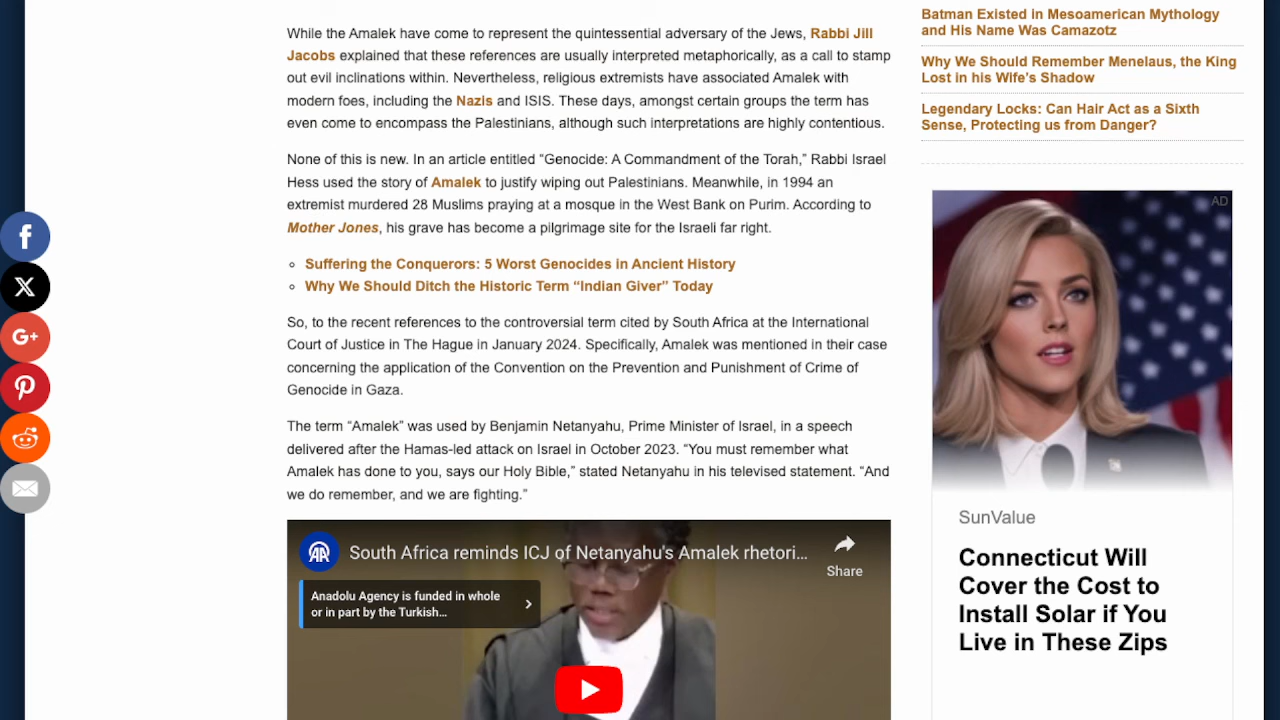 While the Amalek have come to represent the quintessential adversary of the Jews, Rabbi Jill
Jacobs explained that these references are usually interpreted metaphorically, as a call to stamp
out evil inclinations within. Nevertheless, religious extremists have associated Amalek with
modern foes, including the Nazis and ISIS. These days, amongst certain groups the term has
even come to encompass the Palestinians, although such interpretations are highly contentious.
None of this is new. In an article entitled “Genocide: A Commandment of the Torah,” Rabbi Israel
Hess used the story of Amalek to justify wiping out Palestinians. Meanwhile, in 1994 an
extremist murdered 28 Muslims praying at a mosque in the West Bank on Purim. According to
Mother Jones, his grave has become a pilgrimage site for the Israeli far right.
Suffering the Conquerors: 5 Worst Genocides in Ancient History
Why We Should Ditch the Historic Term “Indian Giver” Today
So, to the recent references to the controversial term cited by South Africa at the International
Court of Justice in The Hague in January 2024. Specifically, Amalek was mentioned in their case
concerning the application of the Convention on the Prevention and Punishment of Crime of
Genocide in Gaza.
The term “Amalek” was used by Benjamin Netanyahu, Prime Minister of Israel, in a speech
delivered after the Hamas-led attack on Israel in October 2023. “You must remember what
Amalek has done to you, says our Holy Bible,” stated Netanyahu in his televised statement. “And
we do remember, and we are fighting.”
South Africa reminds ICJ of Netanyahu's Amalek rhetori...
Share
Anadolu Agency is funded in whole
or in part by the Turkish...
Batman Existed in Mesoamerican Mythology
and His Name Was Camazotz
Why We Should Remember Menelaus, the King
Lost in his Wife's Shadow
Legendary Locks: Can Hair Act as a Sixth
Sense, Protecting us from Danger?
AD
SunValue
Connecticut Will
Cover the Cost to
Install Solar if You
Live in These Zips
G+